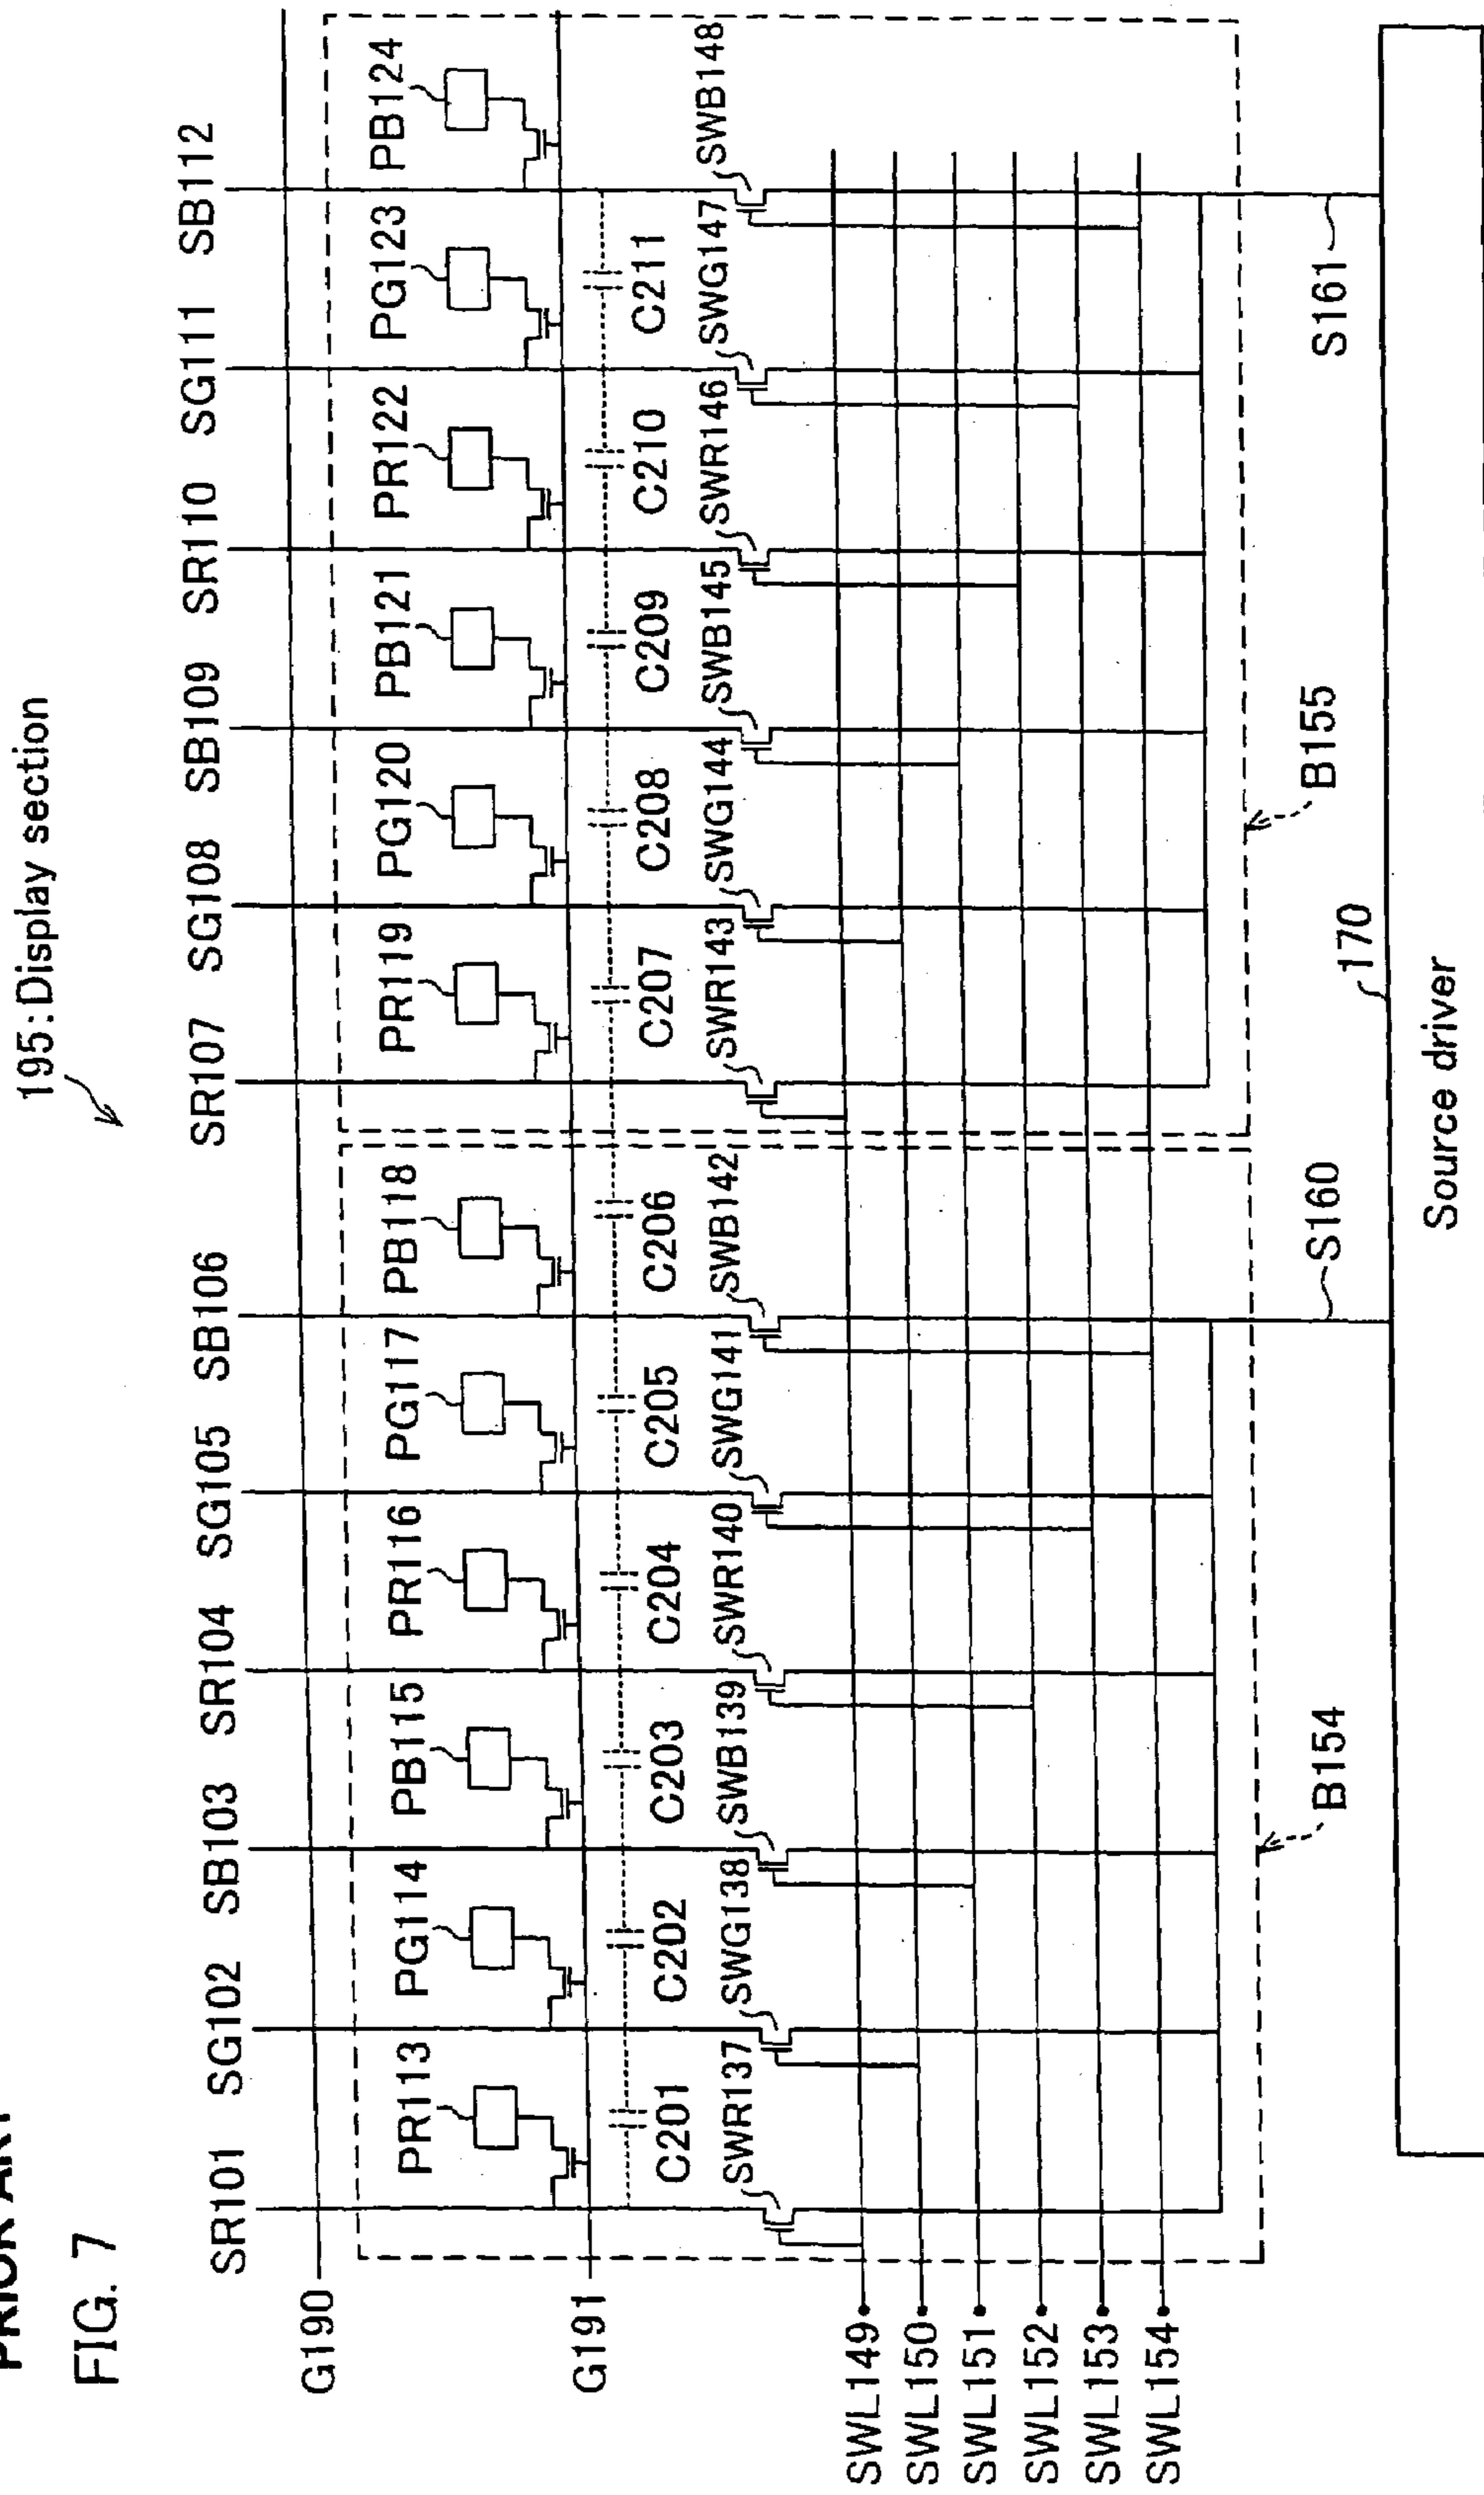 PRIOR ART
FIG. 7
195:Display section
SR101 SG102 SB103 SR104 SG105 SB106 SR107 SG108 SB109 SR110 SG111 SB112
G190
PR113 PG114 PB115 PR116 PG117 PB118 PR119 PG120 PB121 PR122 PG123 PB124
G191
C201 C202 C203 C204 C205 C206 C207 C208 C209 C210 C211
SWR137 SWG138 SWB139 SWR140 SWG141 SWB142 SWR143 SWG144 SWB145 SWR146 SWG147 SWB148
SWL149
SWL150
SWL151
SWL152
SWL153
SWL154
B154 S160 B155 S161
170
Source driver